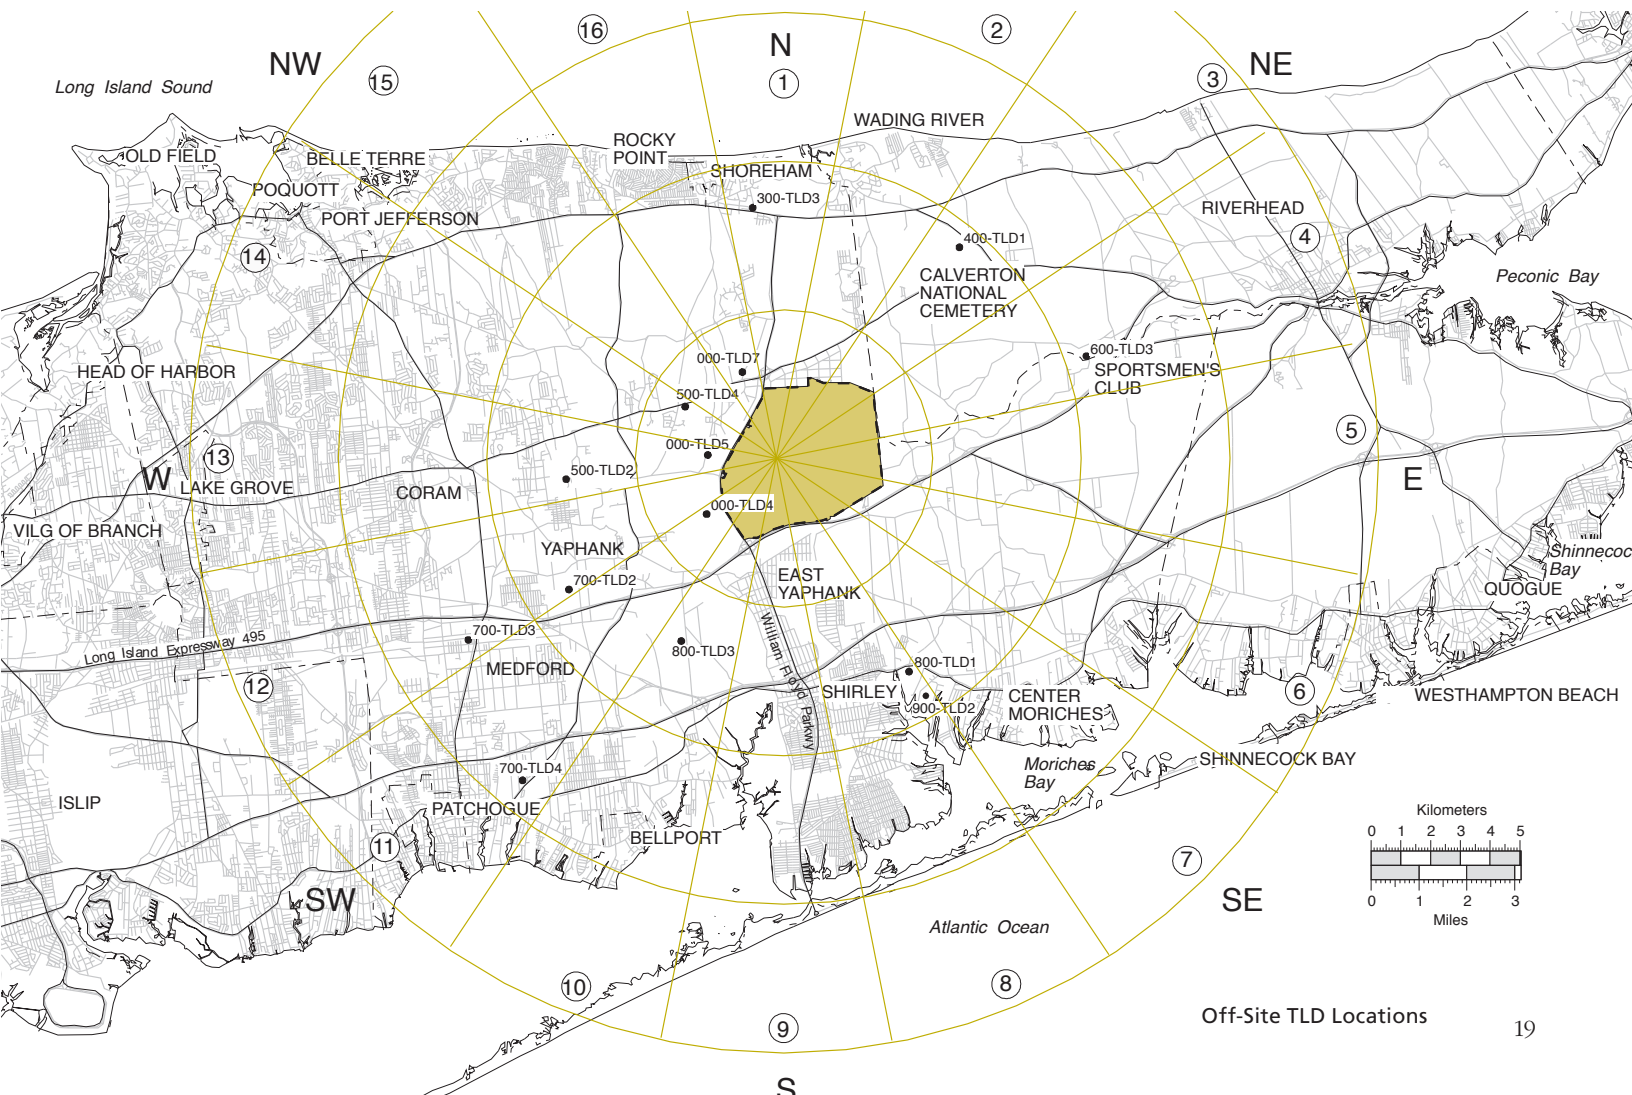 16
2
N
NW
NE
15
1
3
Long Island Sound
WADING RIVER
ROCKY
POINT
OLD FIELD
BELLE TERRE
SHOREHAM
POQUOTT
300-TLD3
RIVERHEAD
PORT JEFFERSON
4
400-TLD1
14
CALVERTON
NATIONAL
CEMETERY
Peconic Bay
600-TLD3
000-TLD7
SPORTSMEN'S
CLUB
HEAD OF HARBOR
500-TLD4
5
000-TLD5
13
500-TLD2
W
E
LAKE GROVE
CORAM
000-TLD4
VILG OF BRANCH
YAPHANK
Shinnecoc
Bay
EAST
YAPHANK
700-TLD2
QUOGUE
William Floyd Parkwy
700-TLD3
Long Island Expressway 495
800-TLD3
MEDFORD
800-TLD1
12
SHIRLEY
6
CENTER
MORICHES
WESTHAMPTON BEACH
900-TLD2
SHINNECOCK BAY
Moriches
Bay
700-TLD4
ISLIP
PATCHOGUE
Kilometers
0 1 2 3 4 5
BELLPORT
11
7
0 1 2 3
Miles
SW
SE
Atlantic Ocean
10
8
Off-Site TLD Locations
19
9
S